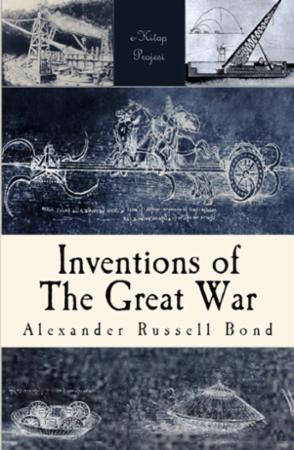 e-Kitap
Projesi
Inventions of
The Great War
Alexander Russell Bond